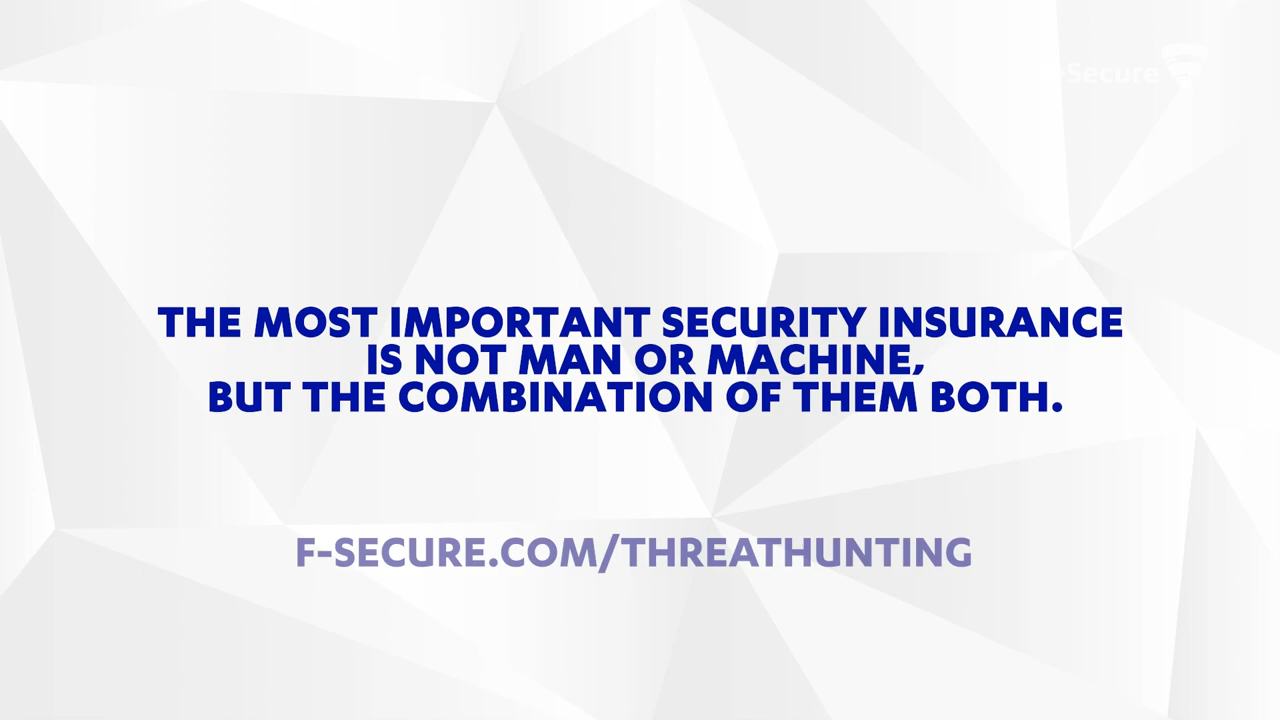 F-Secure
THE MOST IMPORTANT SECURITY INSURANCE
IS NOT MAN OR MACHINE,
BUT THE COMBINATION OF THEM BOTH.
F-SECURE.COM/THREATHUNTING